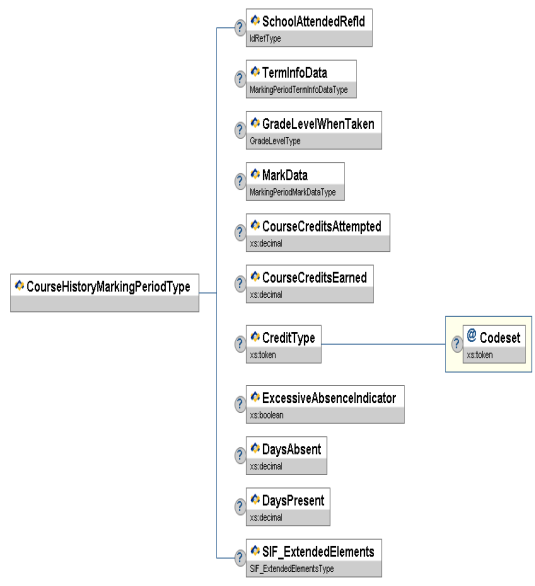 ? SchoolAttendedRefId
IdRefType
? TermInfoData
MarkingPeriodTermInfoDataType
? GradeLevelWhenTaken
GradeLevelType
? MarkData
MarkingPeriodMarkDataType
? CourseCreditsAttempted
xs:decimal
CourseHistoryMarkingPeriodType
? CourseCreditsEarned
xs:decimal
? CreditType
xs:token
? @ Codeset
xs:token
? ExcessiveAbsenceIndicator
xs:boolean
? DaysAbsent
xs:decimal
? DaysPresent
xs:decimal
? SIF_ExtendedElements
SIF_ExtendedElementsType